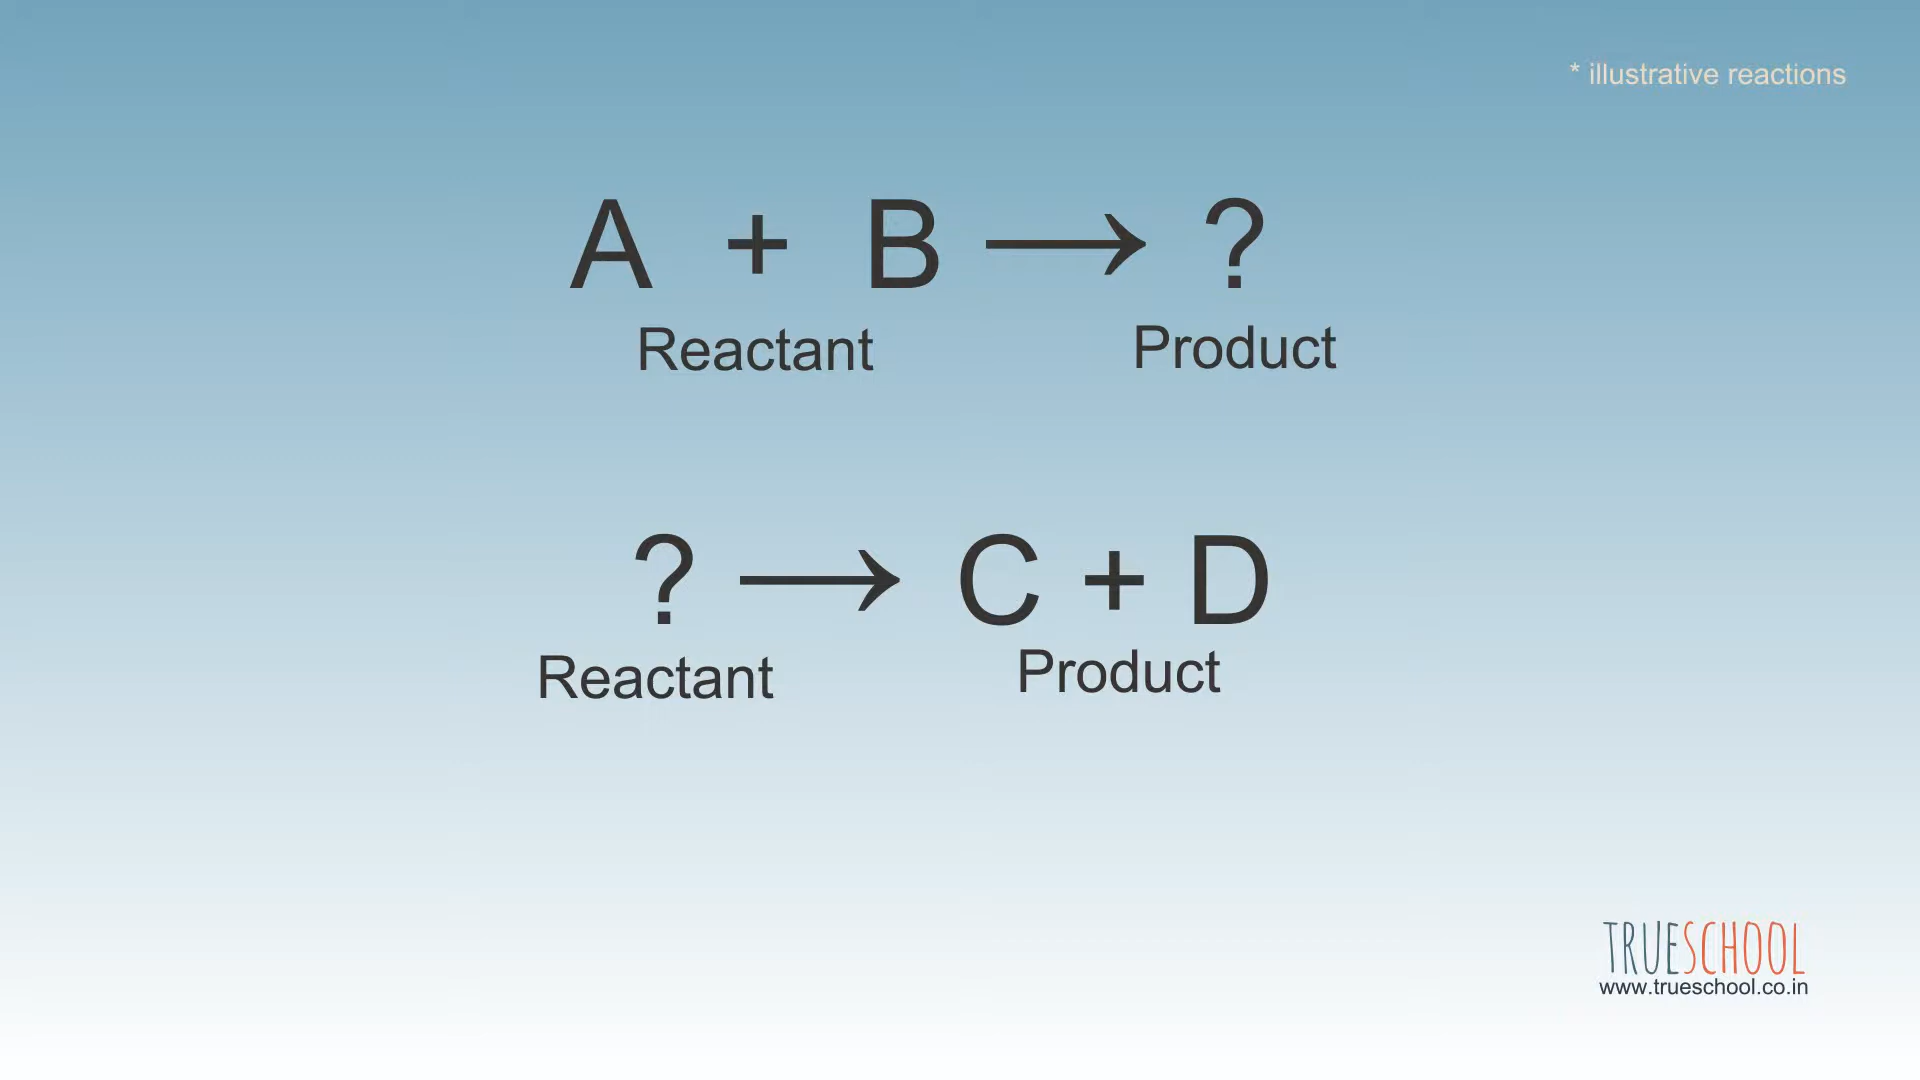 * illustrative reactions
A + B → ?
Reactant Product
? → C + D
Reactant Product
TRUESCHOOL
www.trueschool.co.in